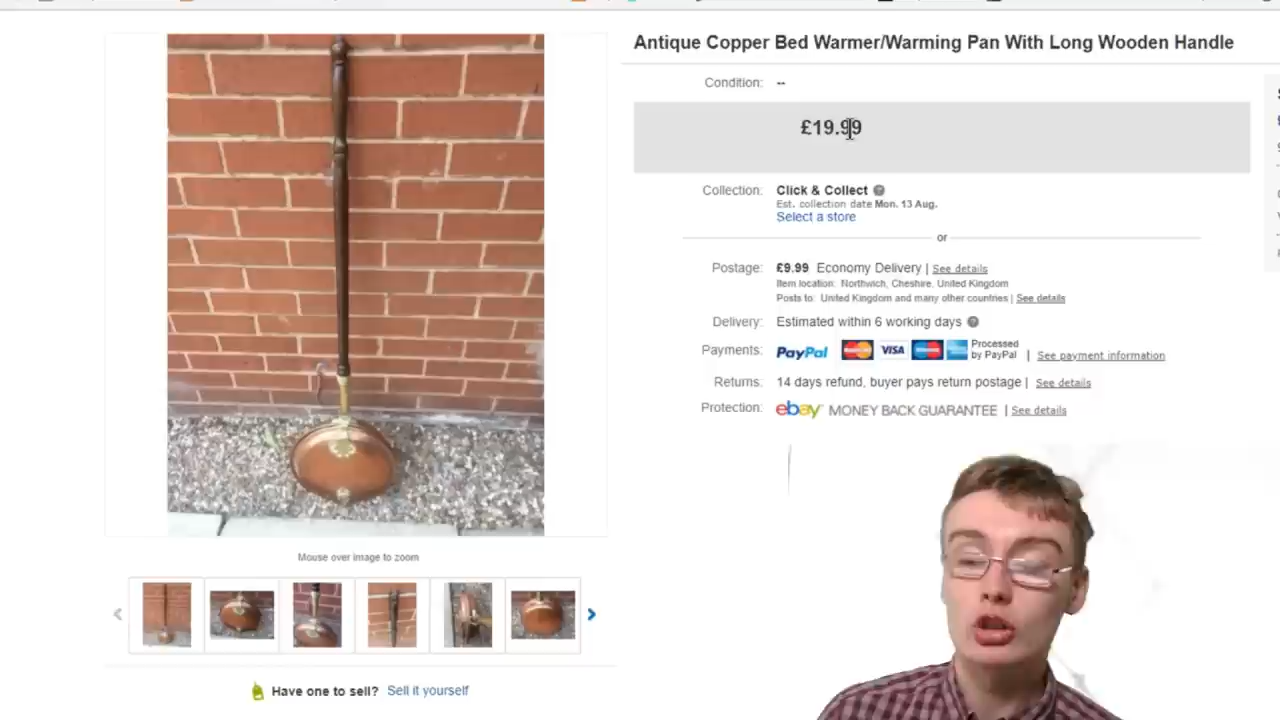 Antique Copper Bed Warmer/Warming Pan With Long Wooden Handle
Condition: --
£19.99
Collection: Click & Collect
Est. collection date Mon. 13 Aug.
Select a store
or
Postage: £9.99 Economy Delivery | See details
Item location: Northwich, Cheshire, United Kingdom
Posts to: United Kingdom and many other countries | See details
Delivery: Estimated within 6 working days
Payments: PayPal MasterCard VISA Processed by PayPal | See payment information
Returns: 14 days refund, buyer pays return postage | See details
Protection: ebay MONEY BACK GUARANTEE | See details
Mouse over image to zoom
Have one to sell? Sell it yourself